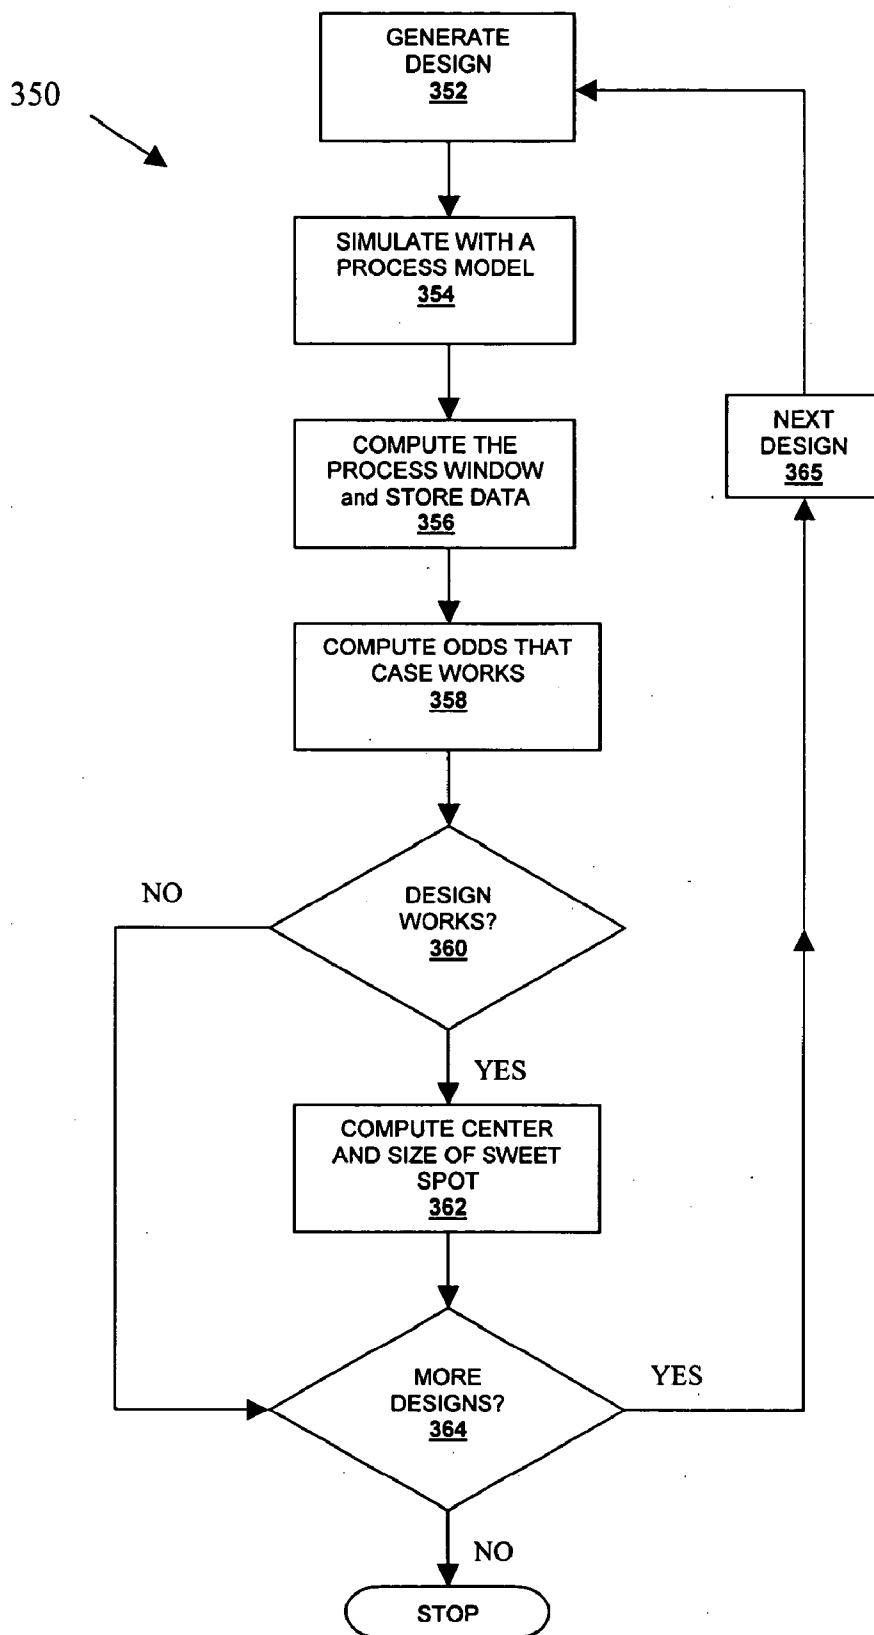 GENERATE
DESIGN
352
350
SIMULATE WITH A
PROCESS MODEL
354
COMPUTE THE
PROCESS WINDOW
and STORE DATA
356
NEXT
DESIGN
365
COMPUTE ODDS THAT
CASE WORKS
358
NO
DESIGN
WORKS?
360
YES
COMPUTE CENTER
AND SIZE OF SWEET
SPOT
362
MORE
DESIGNS?
364
YES
NO
STOP